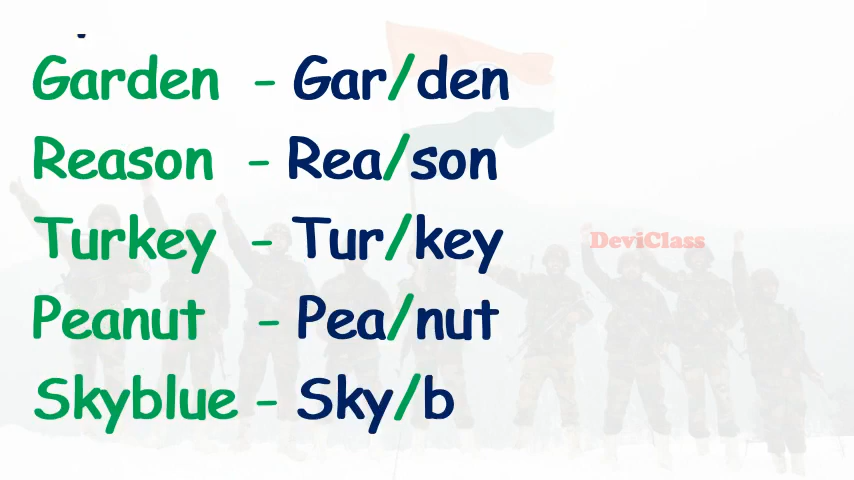 Garden - Gar/den
Reason - Rea/son
Turkey - Tur/key
DeviClass
Peanut - Pea/nut
Skyblue - Sky/b